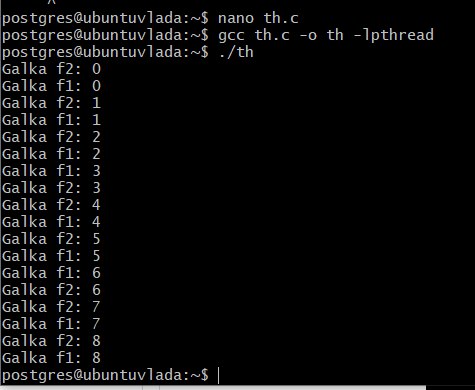 postgres@ubuntuvlada:~$ nano th.c
postgres@ubuntuvlada:~$ gcc th.c -o th -lpthread
postgres@ubuntuvlada:~$ ./th
Galka f2: 0
Galka f1: 0
Galka f2: 1
Galka f1: 1
Galka f2: 2
Galka f1: 2
Galka f1: 3
Galka f2: 3
Galka f2: 4
Galka f1: 4
Galka f2: 5
Galka f1: 5
Galka f1: 6
Galka f2: 6
Galka f2: 7
Galka f1: 7
Galka f2: 8
Galka f1: 8
postgres@ubuntuvlada:~$